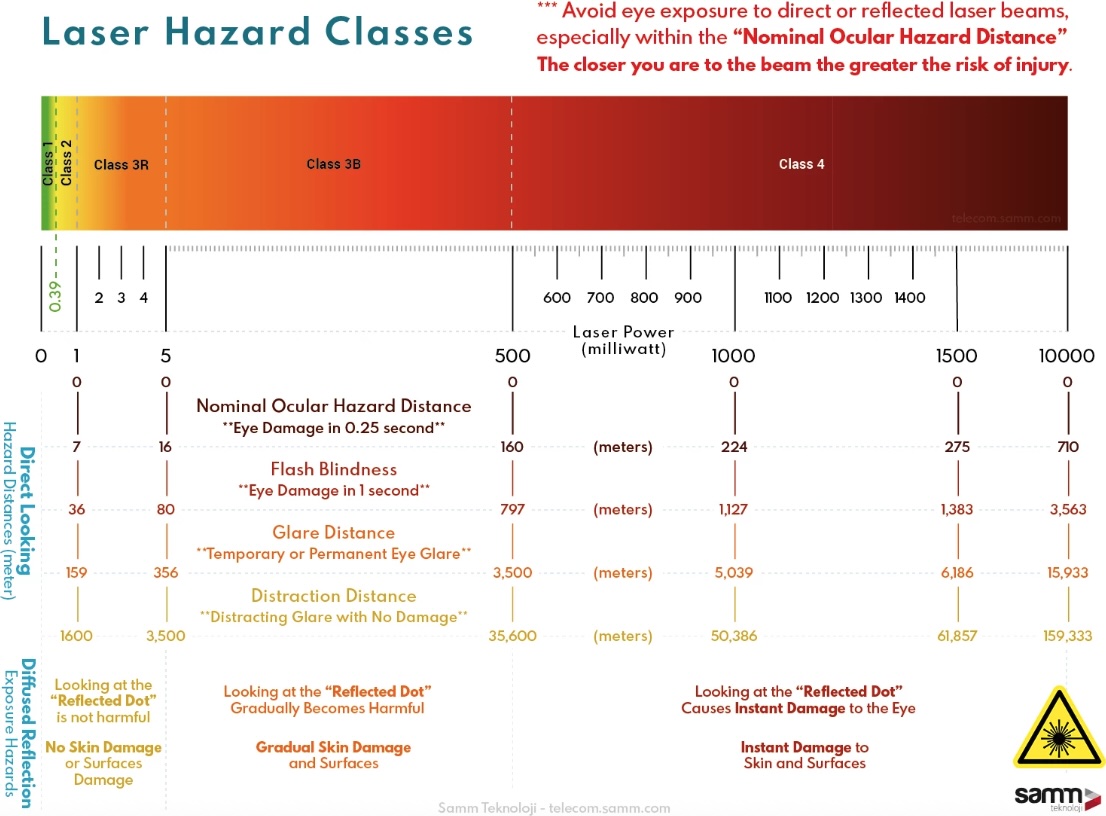 Laser Hazard Classes
*** Avoid eye exposure to direct or reflected laser beams,
especially within the “Nominal Ocular Hazard Distance”
The closer you are to the beam the greater the risk of injury.
Class 1
Class 2
Class 3R
Class 3B
Class 4
telecom.samm.com
0.39
2 3 4
600 700 800 900
1100 1200 1300 1400
Laser Power
(milliwatt)
0 1 5 500 1000 1500 10000
0 0 0 0 0 0
Nominal Ocular Hazard Distance
**Eye Damage in 0.25 second**
7 16 160 (meters) 224 275 710
Flash Blindness
**Eye Damage in 1 second**
36 80 797 (meters) 1,127 1,383 3,563
Glare Distance
**Temporary or Permanent Eye Glare**
159 356 3,500 (meters) 5,039 6,186 15,933
Distraction Distance
**Distracting Glare with No Damage**
1600 3,500 35,600 (meters) 50,386 61,857 159,333
Direct Looking
Hazard Distances (meter)
Diffused Reflection
Exposure Hazards
Looking at the
“Reflected Dot”
is not harmful
No Skin Damage
or Surfaces
Damage
Looking at the “Reflected Dot”
Gradually Becomes Harmful
Gradual Skin Damage
and Surfaces
Looking at the “Reflected Dot”
Causes Instant Damage to the Eye
Instant Damage to
Skin and Surfaces
samm
teknoloji
Samm Teknoloji - telecom.samm.com